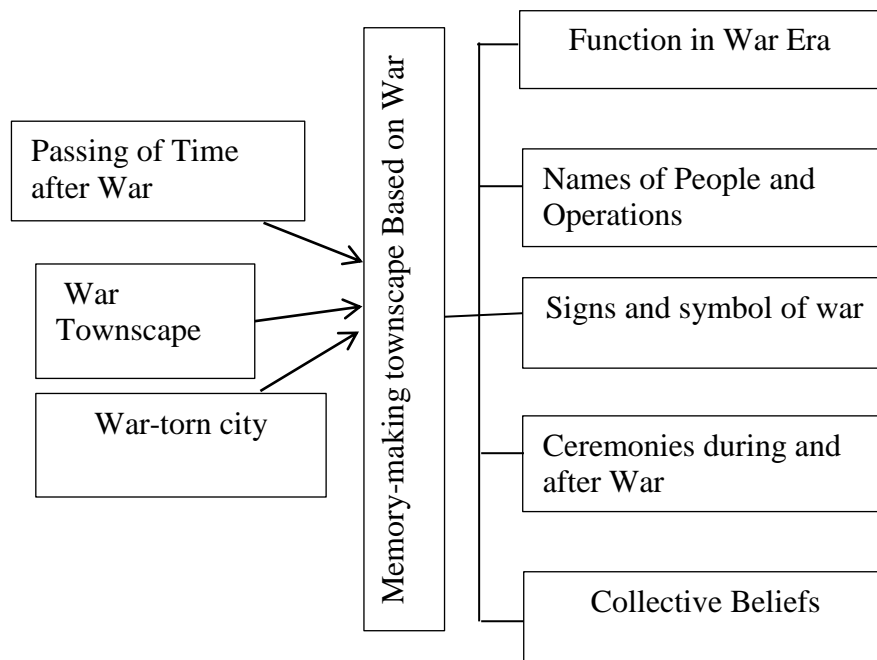 Passing of Time
after War
War
Townscape
War-torn city
Memory-making townscape Based on War
Function in War Era
Names of People and
Operations
Signs and symbol of war
Ceremonies during and
after War
Collective Beliefs